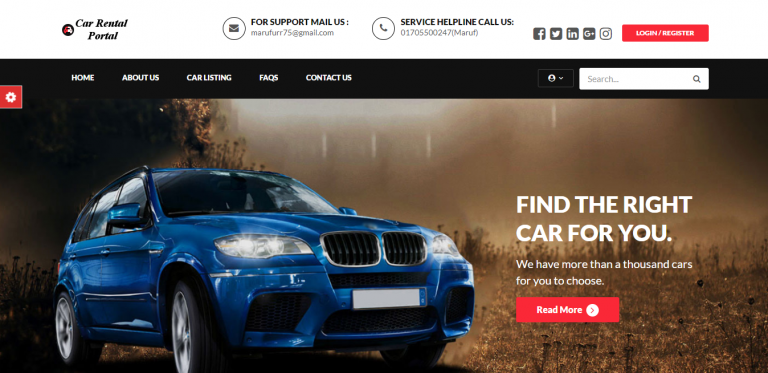 Car Rental
Portal
FOR SUPPORT MAIL US :
marufurr75@gmail.com
SERVICE HELPLINE CALL US:
01705500247(Maruf)
LOGIN / REGISTER
HOME
ABOUT US
CAR LISTING
FAQS
CONTACT US
Search...
FIND THE RIGHT
CAR FOR YOU.
We have more than a thousand cars
for you to choose.
Read More